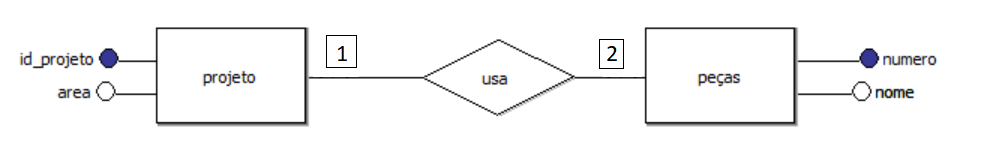 id_projeto
area
projeto
1
usa
2
peças
numero
nome